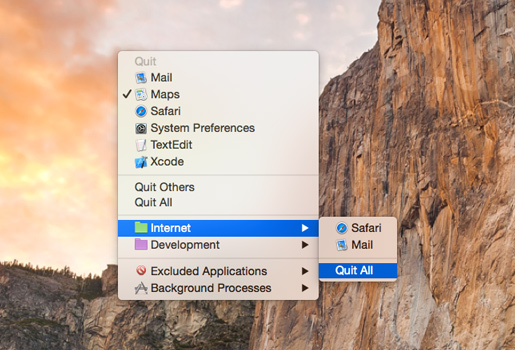 Quit
Mail
Maps
Safari
System Preferences
TextEdit
Xcode
Quit Others
Quit All
Internet
Development
Excluded Applications
Background Processes
Safari
Mail
Quit All